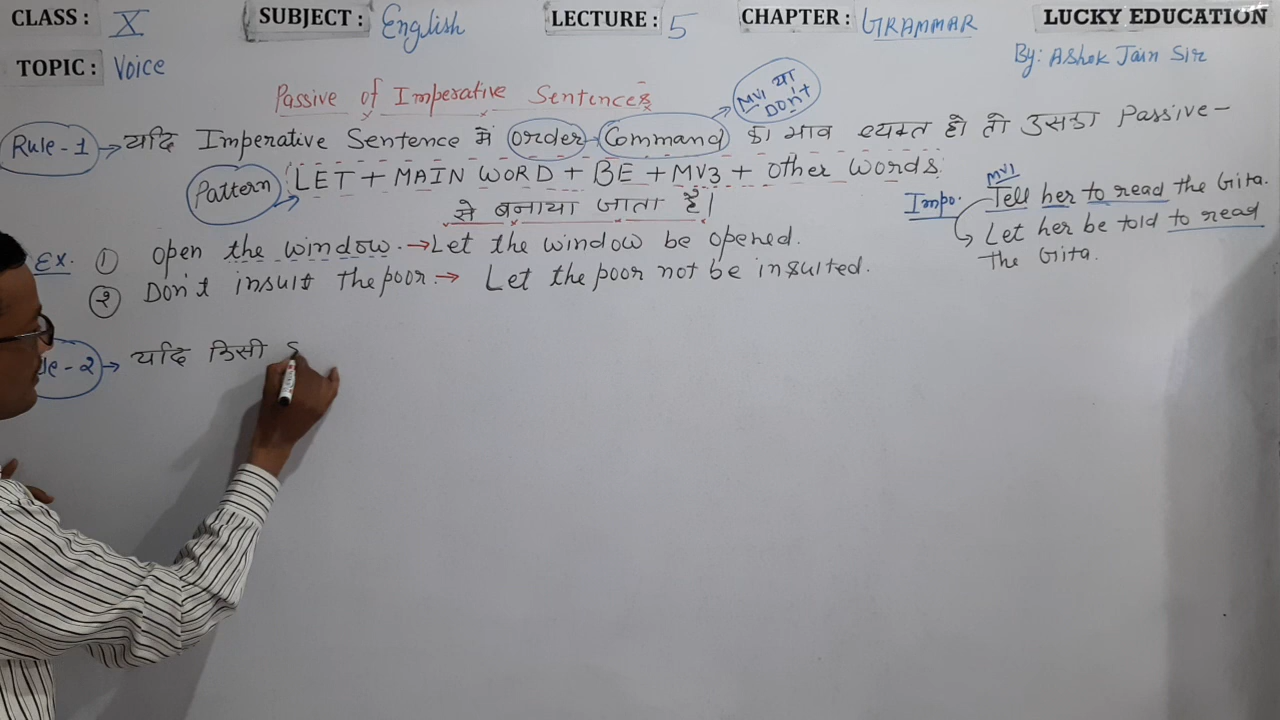 CLASS : X SUBJECT : English LECTURE : 5 CHAPTER : GRAMMAR LUCKY EDUCATION
TOPIC : Voice By: Ashok Jain Sir
Passive of Imperative Sentences
MV1 या DON't
Rule-1 → यदि Imperative Sentence में order Command का भाव व्यक्त हो तो उसका Passive -
Pattern LET + MAIN WORD + BE + MV3 + other words
से बनाया जाता है।
MV1
Impo. Tell her to read the Gita.
Let her be told to read
the Gita.
Ex. ① open the window. → Let the window be opened.
② Don't insult the poor. → Let the poor not be insulted.
le - 2 → यदि किसी S